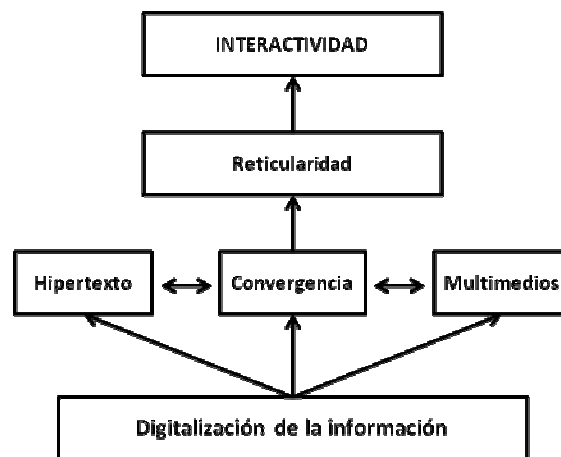 INTERACTIVIDAD
Reticularidad
Hipertexto
Convergencia
Multimedios
Digitalización de la información